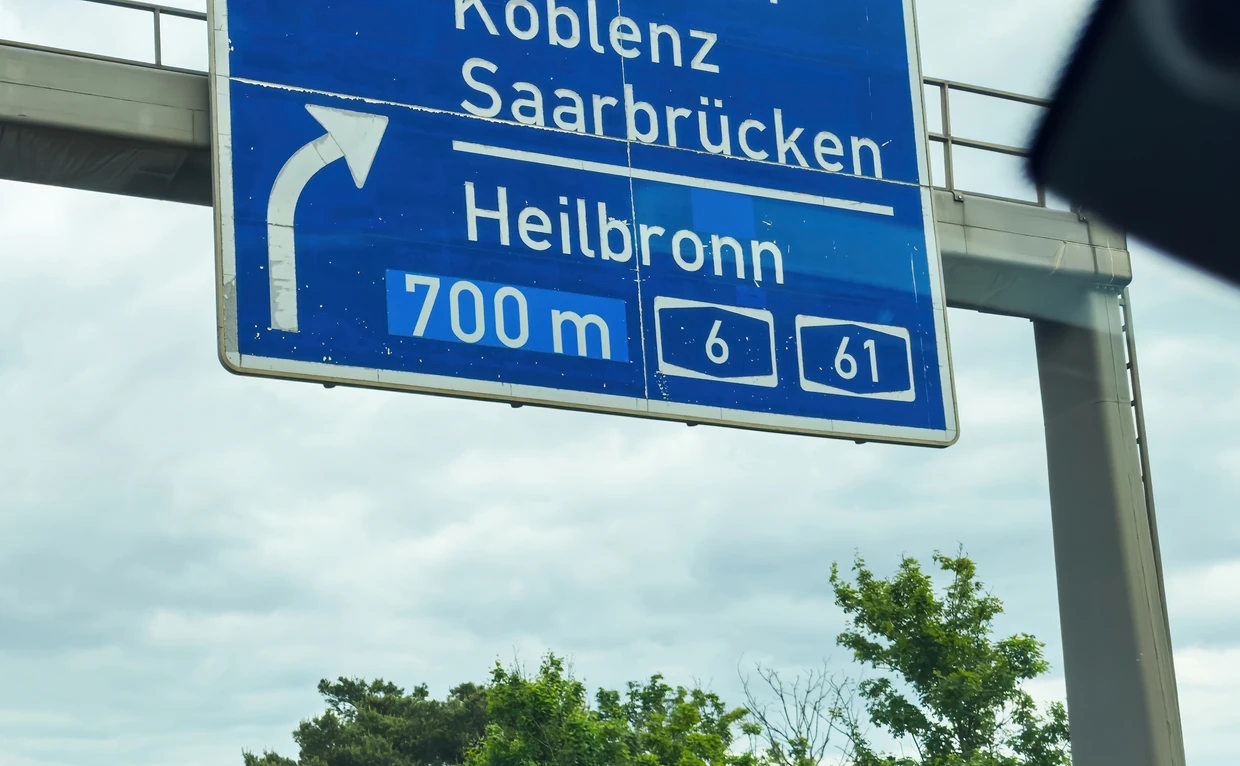 Koblenz
Saarbrücken
Heilbronn
700 m 6 61